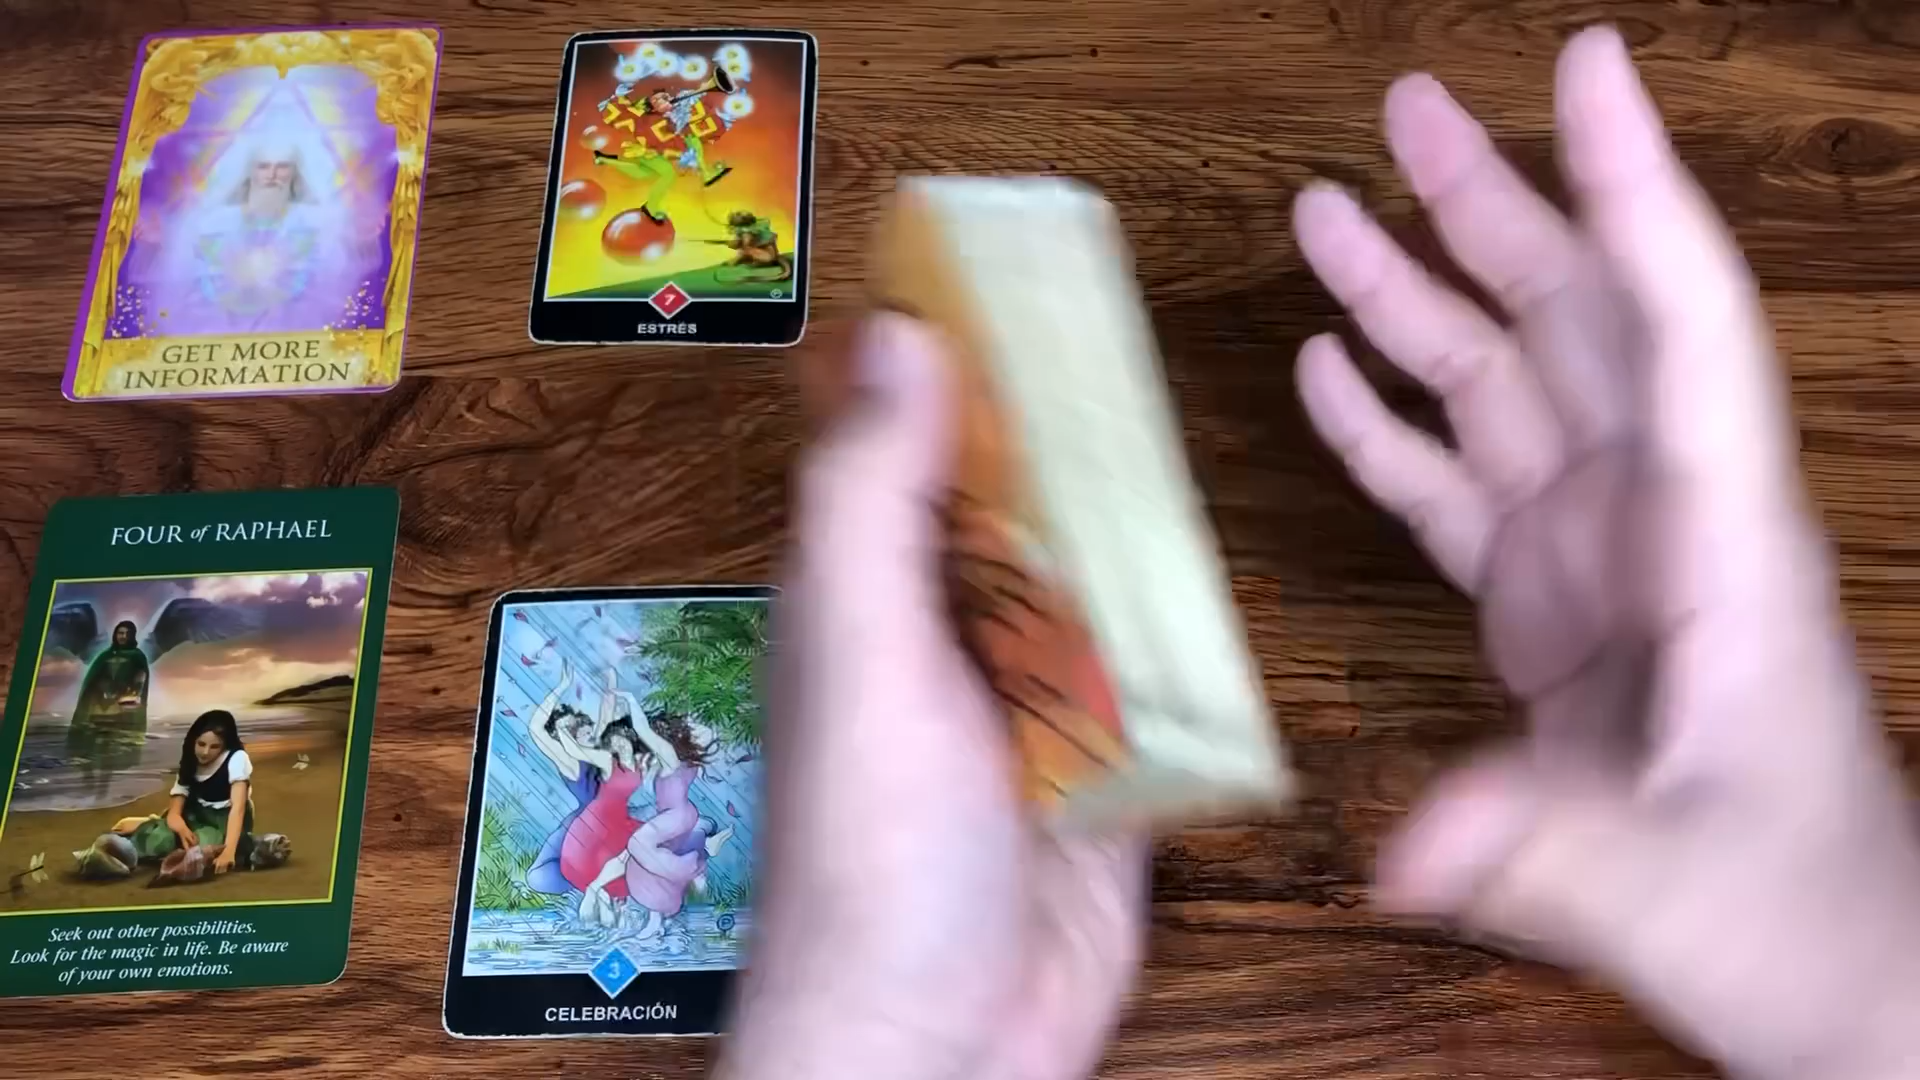 GET MORE
INFORMATION
7
ESTRÉS
FOUR of RAPHAEL
Seek out other possibilities.
Look for the magic in life. Be aware
of your own emotions.
3
CELEBRACIÓN